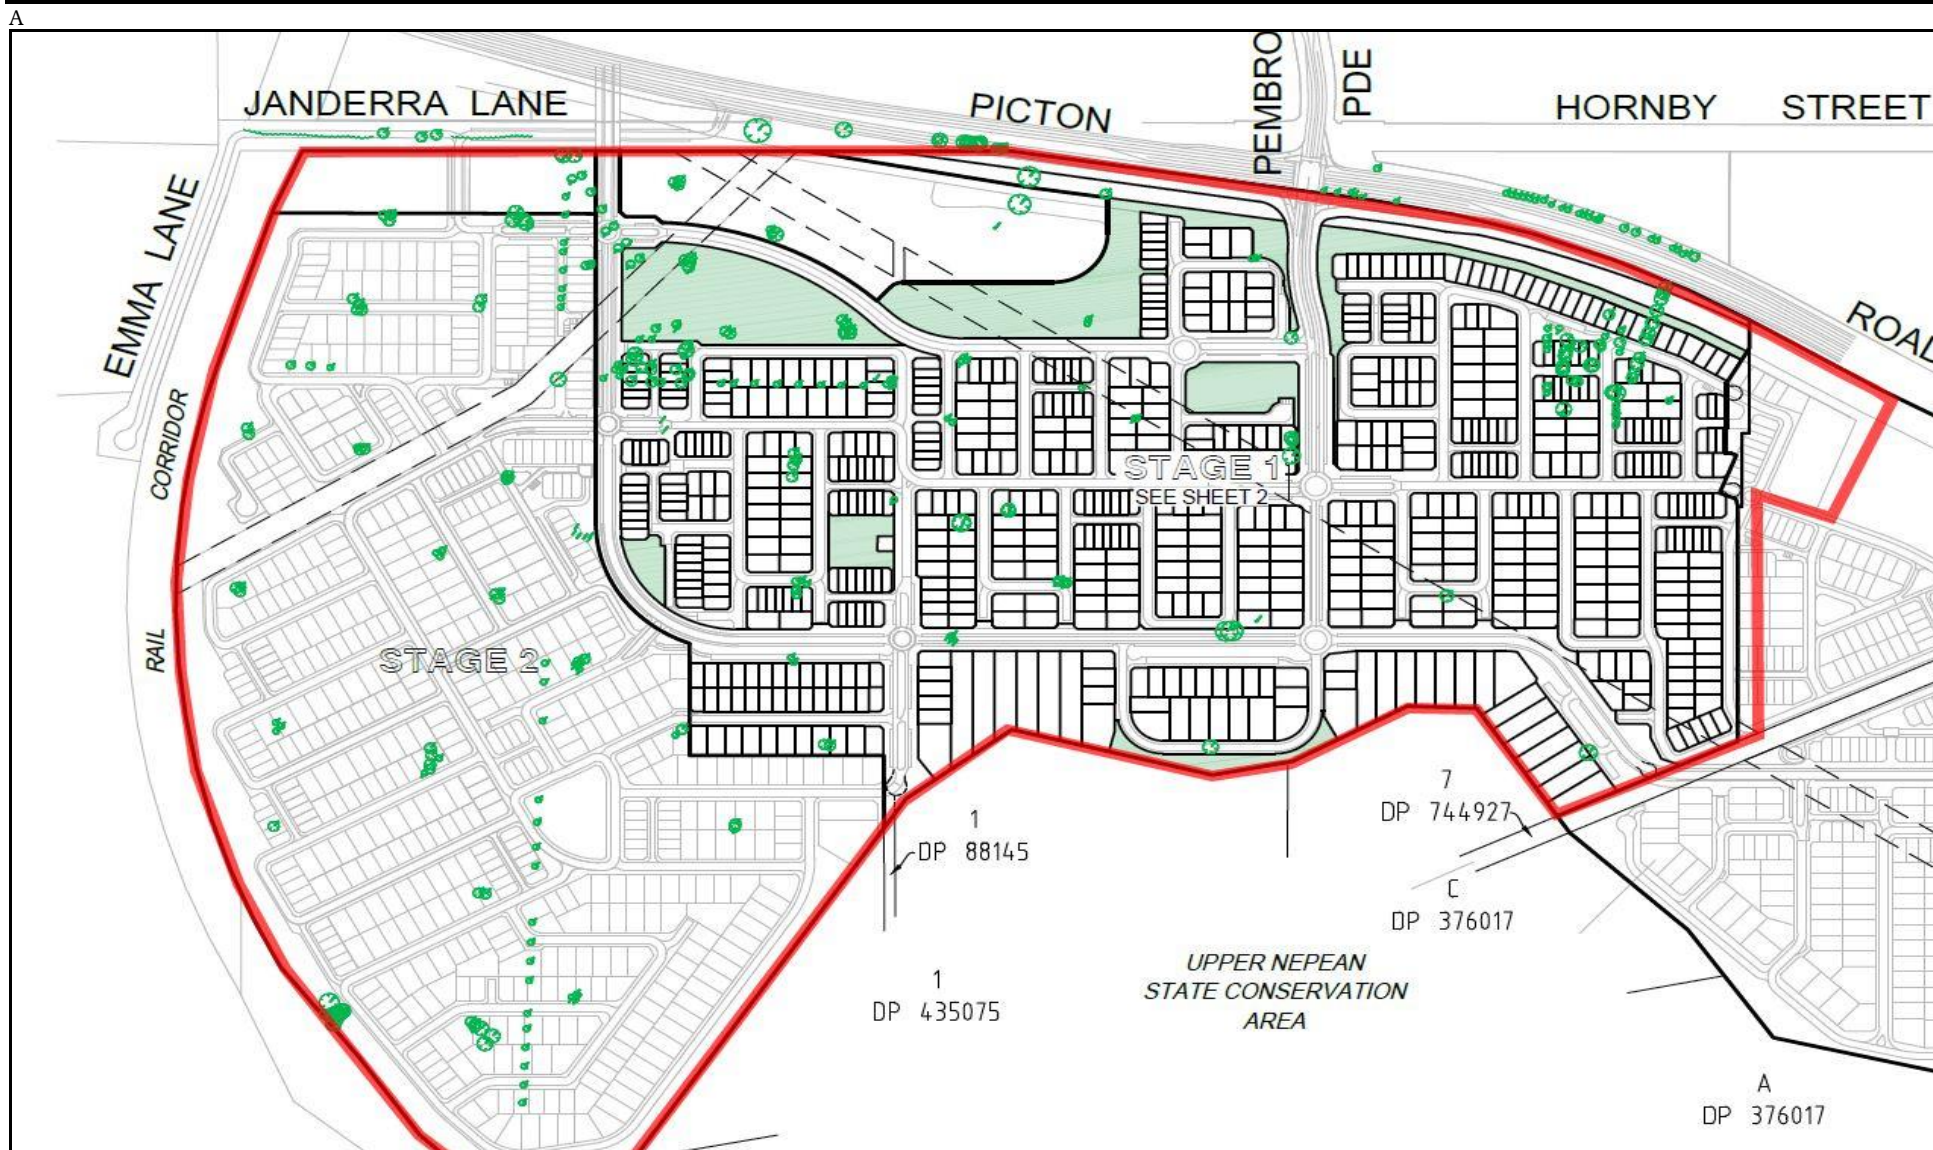 A
JANDERRA LANE
PICTON
PEMBRO
PDE
HORNBY STREET
EMMA LANE
ROAD
CORRIDOR
RAIL
STAGE 1
SEE SHEET 2
STAGE 2
1
DP 88145
7
DP 744927
C
DP 376017
1
DP 435075
UPPER NEPEAN
STATE CONSERVATION
AREA
A
DP 376017